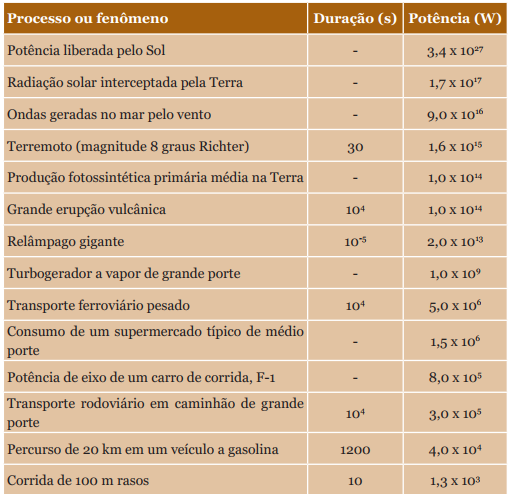 Processo ou fenômeno Duração (s) Potência (W)
Potência liberada pelo Sol - 3,4 x 10²⁷
Radiação solar interceptada pela Terra - 1,7 x 10¹⁷
Ondas geradas no mar pelo vento - 9,0 x 10¹⁶
Terremoto (magnitude 8 graus Richter) 30 1,6 x 10¹⁵
Produção fotossintética primária média na Terra - 1,0 x 10¹⁴
Grande erupção vulcânica 10⁴ 1,0 x 10¹⁴
Relâmpago gigante 10⁻⁵ 2,0 x 10¹³
Turbogerador a vapor de grande porte - 1,0 x 10⁹
Transporte ferroviário pesado 10⁴ 5,0 x 10⁶
Consumo de um supermercado típico de médio
porte - 1,5 x 10⁶
Potência de eixo de um carro de corrida, F-1 - 8,0 x 10⁵
Transporte rodoviário em caminhão de grande
porte 10⁴ 3,0 x 10⁵
Percurso de 20 km em um veículo a gasolina 1200 4,0 x 10⁴
Corrida de 100 m rasos 10 1,3 x 10³